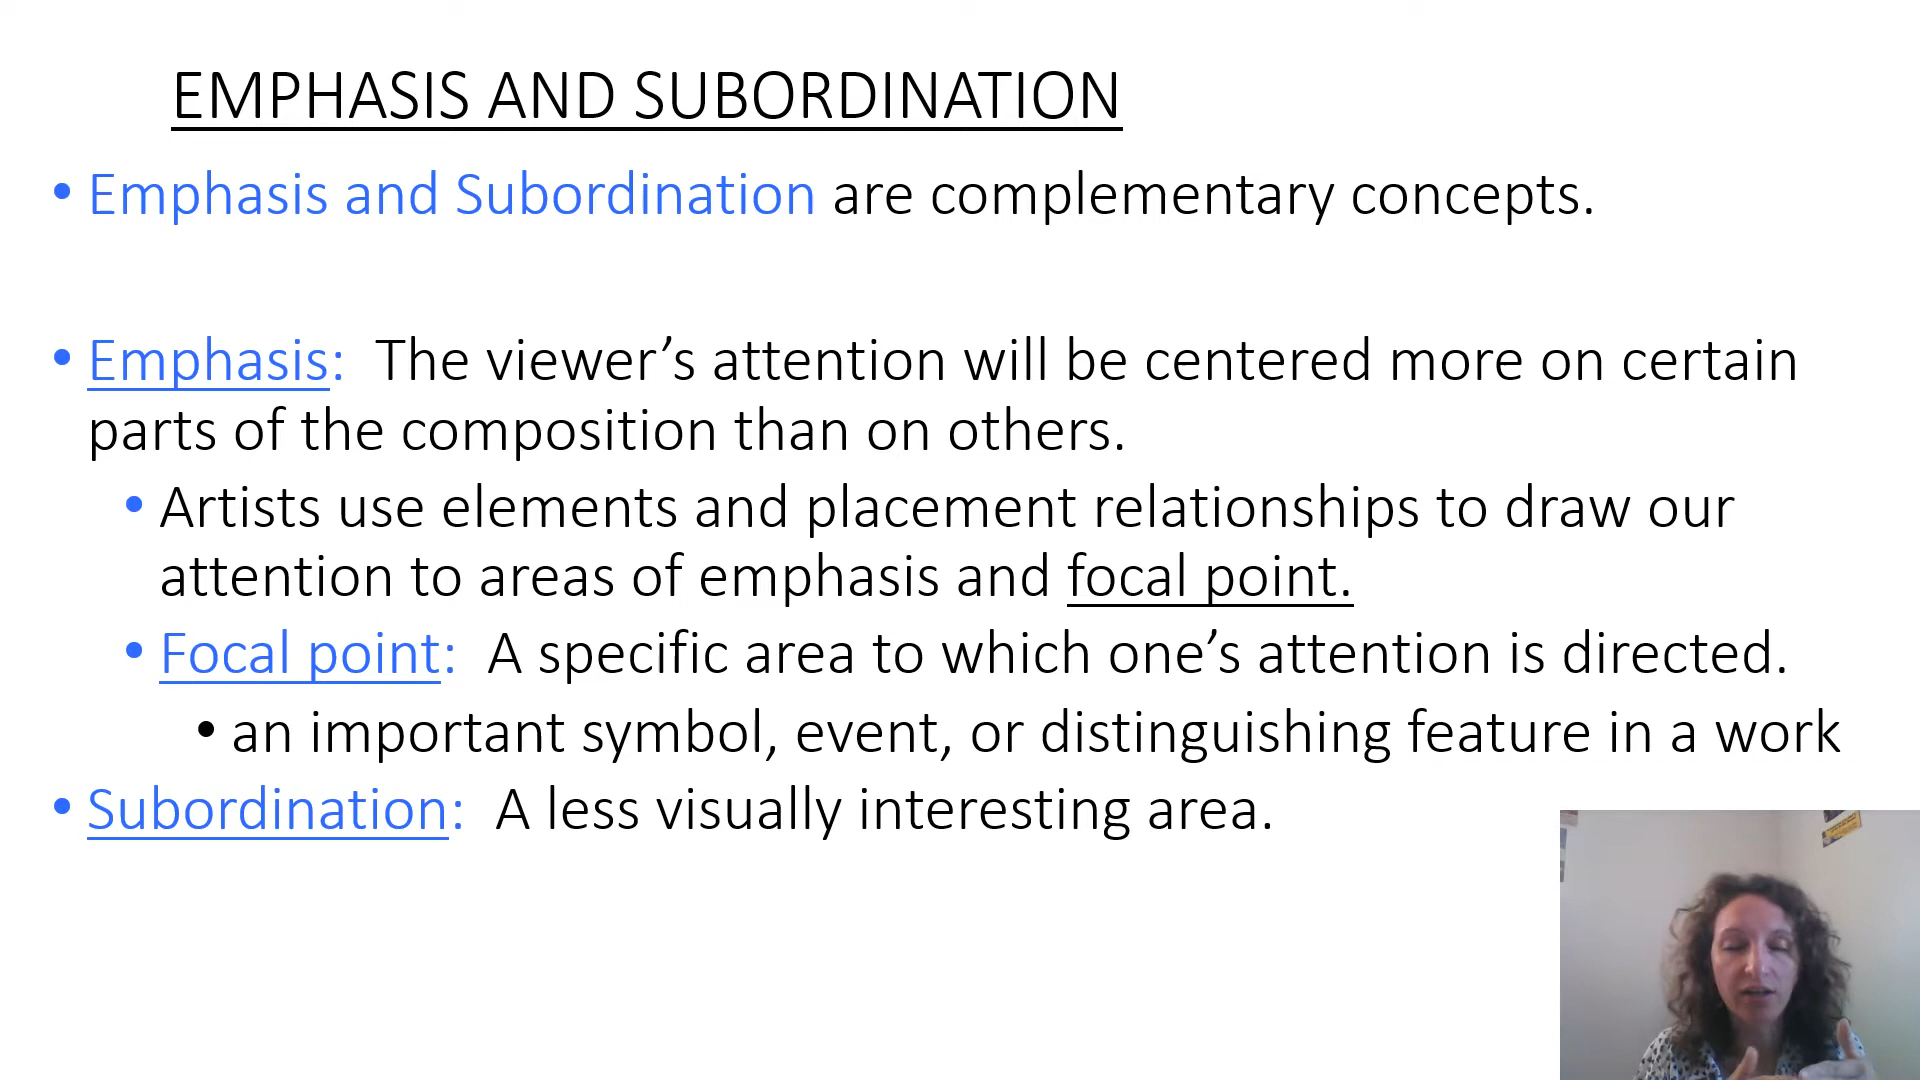 EMPHASIS AND SUBORDINATION
• Emphasis and Subordination are complementary concepts.
• Emphasis:  The viewer’s attention will be centered more on certain
parts of the composition than on others.
• Artists use elements and placement relationships to draw our
attention to areas of emphasis and focal point.
• Focal point:  A specific area to which one’s attention is directed.
• an important symbol, event, or distinguishing feature in a work
• Subordination:  A less visually interesting area.